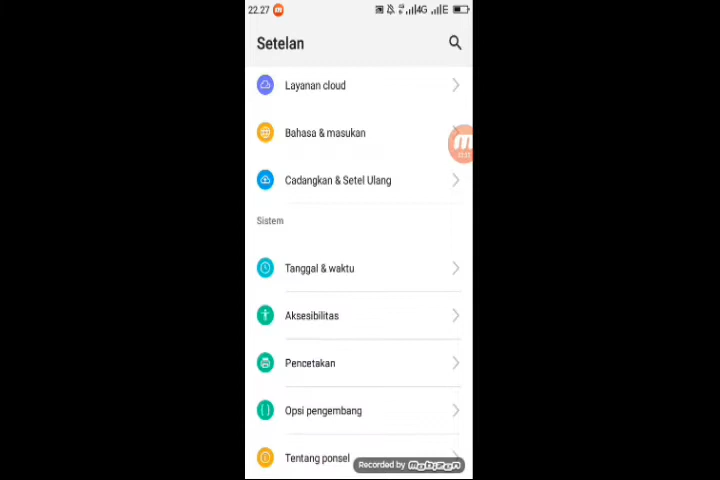 22.27
4G E
Setelan
Layanan cloud
Bahasa & masukan
Cadangkan & Setel Ulang
Sistem
Tanggal & waktu
Aksesibilitas
Pencetakan
Opsi pengembang
Tentang ponsel
Recorded by mobizen